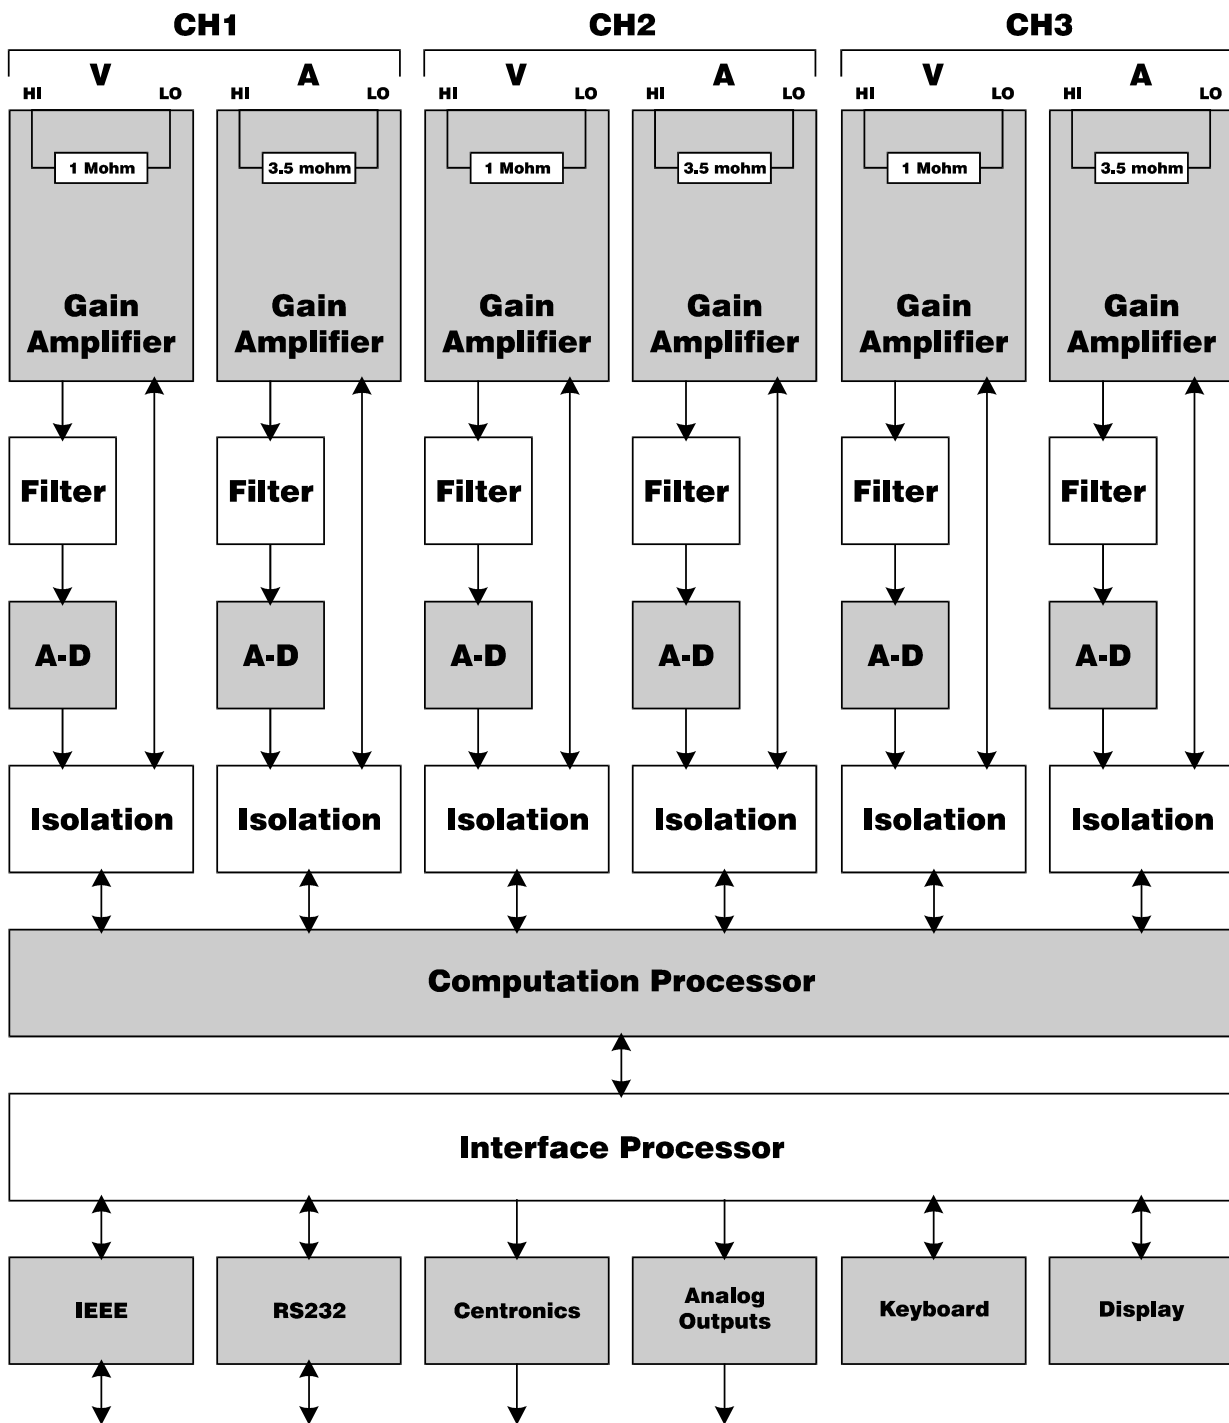 CH1 CH2 CH3
V A V A V A
HI LO HI LO HI LO HI LO HI LO HI LO
1 Mohm 3.5 mohm 1 Mohm 3.5 mohm 1 Mohm 3.5 mohm
Gain Gain Gain Gain Gain Gain
Amplifier Amplifier Amplifier Amplifier Amplifier Amplifier
Filter Filter Filter Filter Filter Filter
A-D A-D A-D A-D A-D A-D
Isolation Isolation Isolation Isolation Isolation Isolation
Computation Processor
Interface Processor
IEEE RS232 Centronics Analog Outputs Keyboard Display